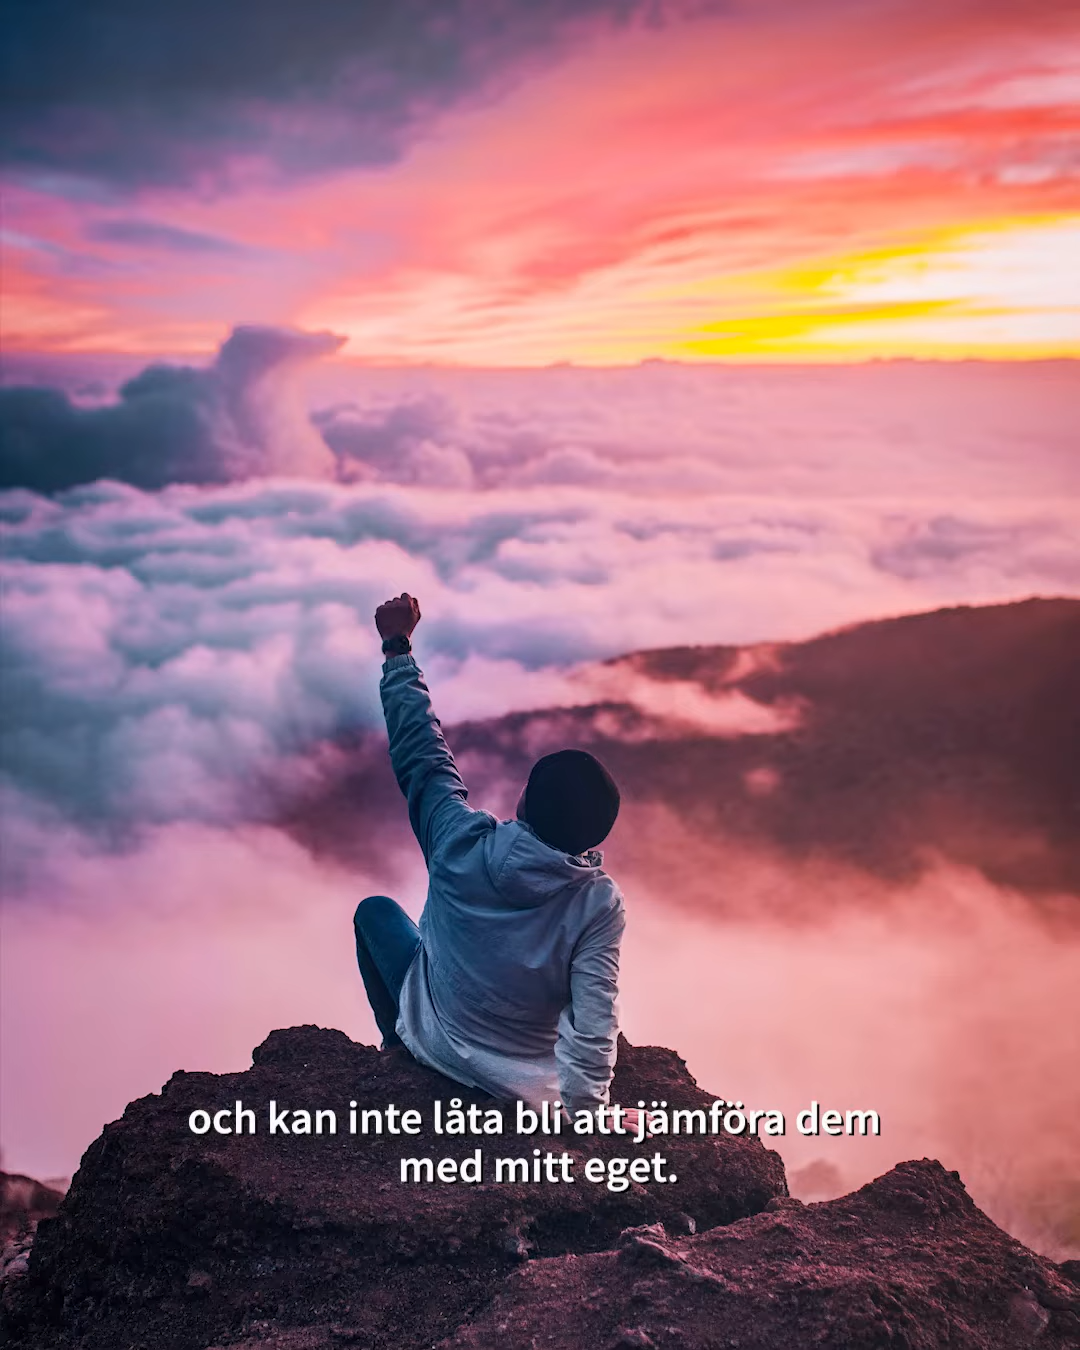 och kan inte låta bli att jämföra dem
med mitt eget.